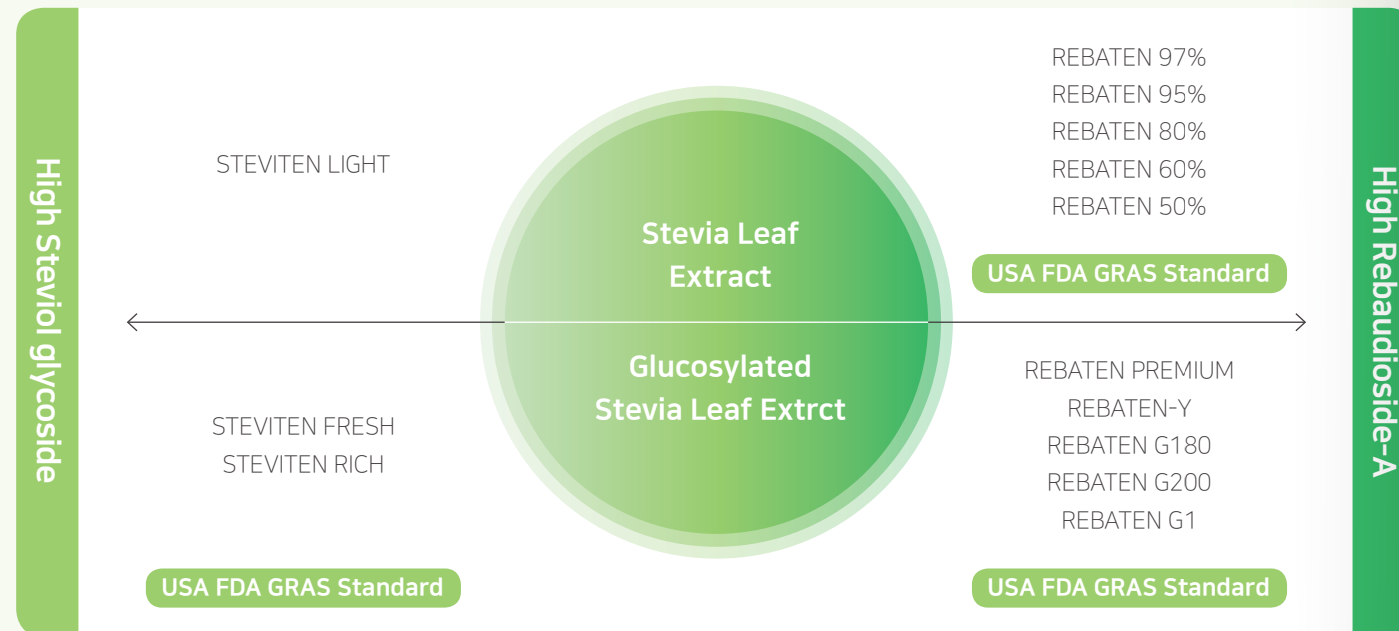 High Steviol glycoside
STEVITEN LIGHT
Stevia Leaf
Extract
REBATEN 97%
REBATEN 95%
REBATEN 80%
REBATEN 60%
REBATEN 50%
USA FDA GRAS Standard
STEVITEN FRESH
STEVITEN RICH
USA FDA GRAS Standard
Glucosylated
Stevia Leaf Extrct
REBATEN PREMIUM
REBATEN-Y
REBATEN G180
REBATEN G200
REBATEN G1
USA FDA GRAS Standard
High Rebaudioside-A